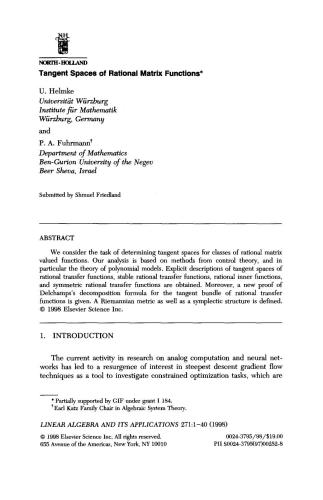 NH
NORTH-HOLLAND
Tangent Spaces of Rational Matrix Functions*
U. Helmke
Universität Würzburg
Institute für Mathematik
Würzburg, Germany
and
P. A. Fuhrmann†
Department of Mathematics
Ben-Gurion University of the Negev
Beer Sheva, Israel
Submitted by Shmuel Friedland
ABSTRACT
We consider the task of determining tangent spaces for classes of rational matrix
valued functions. Our analysis is based on methods from control theory, and in
particular the theory of polynomial models. Explicit descriptions of tangent spaces of
rational transfer functions, stable rational transfer functions, rational inner functions,
and symmetric rational transfer functions are obtained. Moreover, a new proof of
Delchamps's decomposition formula for the tangent bundle of rational transfer
functions is given. A Riemannian metric as well as a symplectic structure is defined.
© 1998 Elsevier Science Inc.
1. INTRODUCTION
The current activity in research on analog computation and neural net-
works has led to a resurgence of interest in steepest descent gradient flow
techniques as a tool to investigate constrained optimization tasks, which are
*Partially supported by GIF under grant I 184.
†Earl Katz Family Chair in Algebraic System Theory.
LINEAR ALGEBRA AND ITS APPLICATIONS 271:1-40 (1998)
© 1998 Elsevier Science Inc. All rights reserved. 0024-3795/98/$19.00
655 Avenue of the Americas, New York, NY 10010 PII S0024-3795(97)00252-8